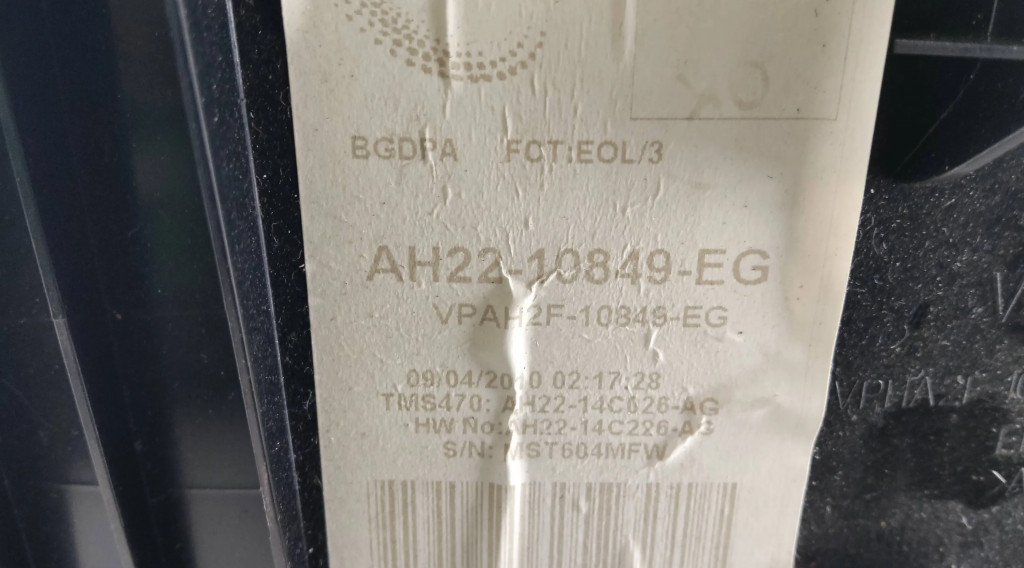 BGDPA FCT:EOL/3
AH22-10849-EG
VPAH2F-10849-EG
09/04/2010 02:17:28
TMS470: AH22-14C026-AG
HW No:AH22-14C226-AG
S/N: MST604MFW